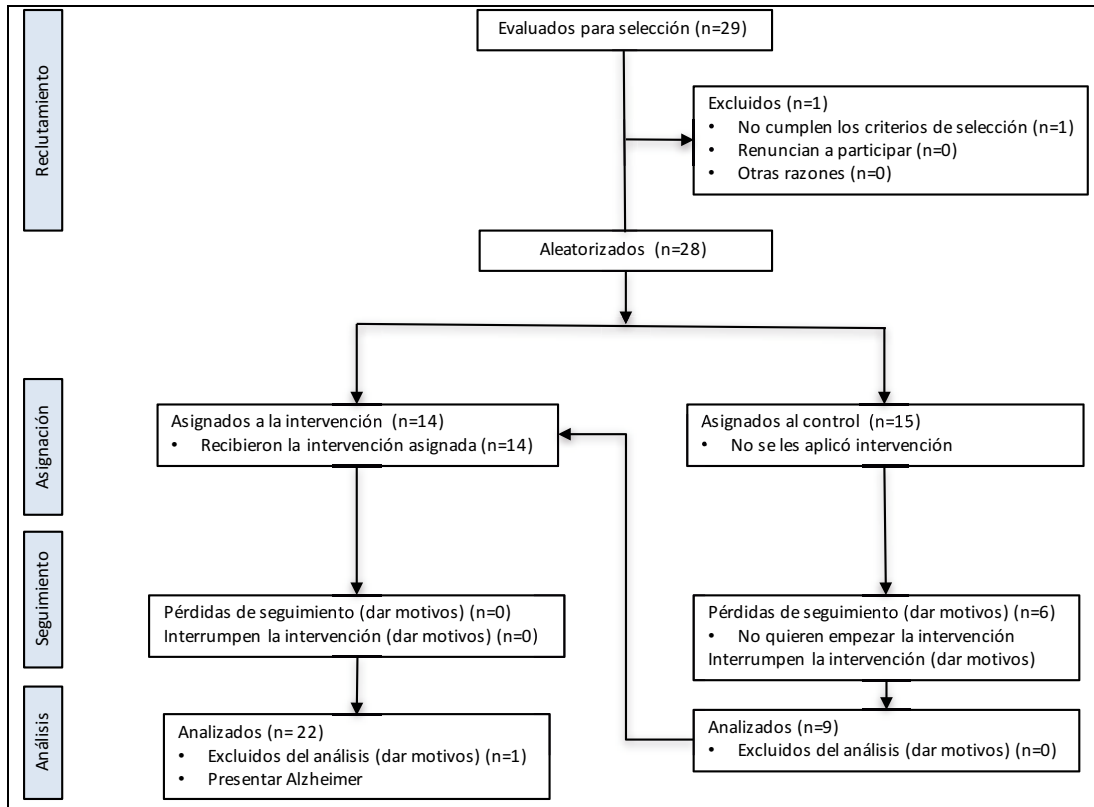 Reclutamiento
Evaluados para selección (n=29)
Excluidos (n=1)
• No cumplen los criterios de selección (n=1)
• Renuncian a participar (n=0)
• Otras razones (n=0)
Aleatorizados (n=28)
Asignación
Asignados a la intervención (n=14)
• Recibieron la intervención asignada (n=14)
Asignados al control (n=15)
• No se les aplicó intervención
Seguimiento
Pérdidas de seguimiento (dar motivos) (n=0)
Interrumpen la intervención (dar motivos) (n=0)
Pérdidas de seguimiento (dar motivos) (n=6)
• No quieren empezar la intervención
Interrumpen la intervención (dar motivos)
Análisis
Analizados (n= 22)
• Excluidos del análisis (dar motivos) (n=1)
• Presentar Alzheimer
Analizados (n=9)
• Excluidos del análisis (dar motivos) (n=0)